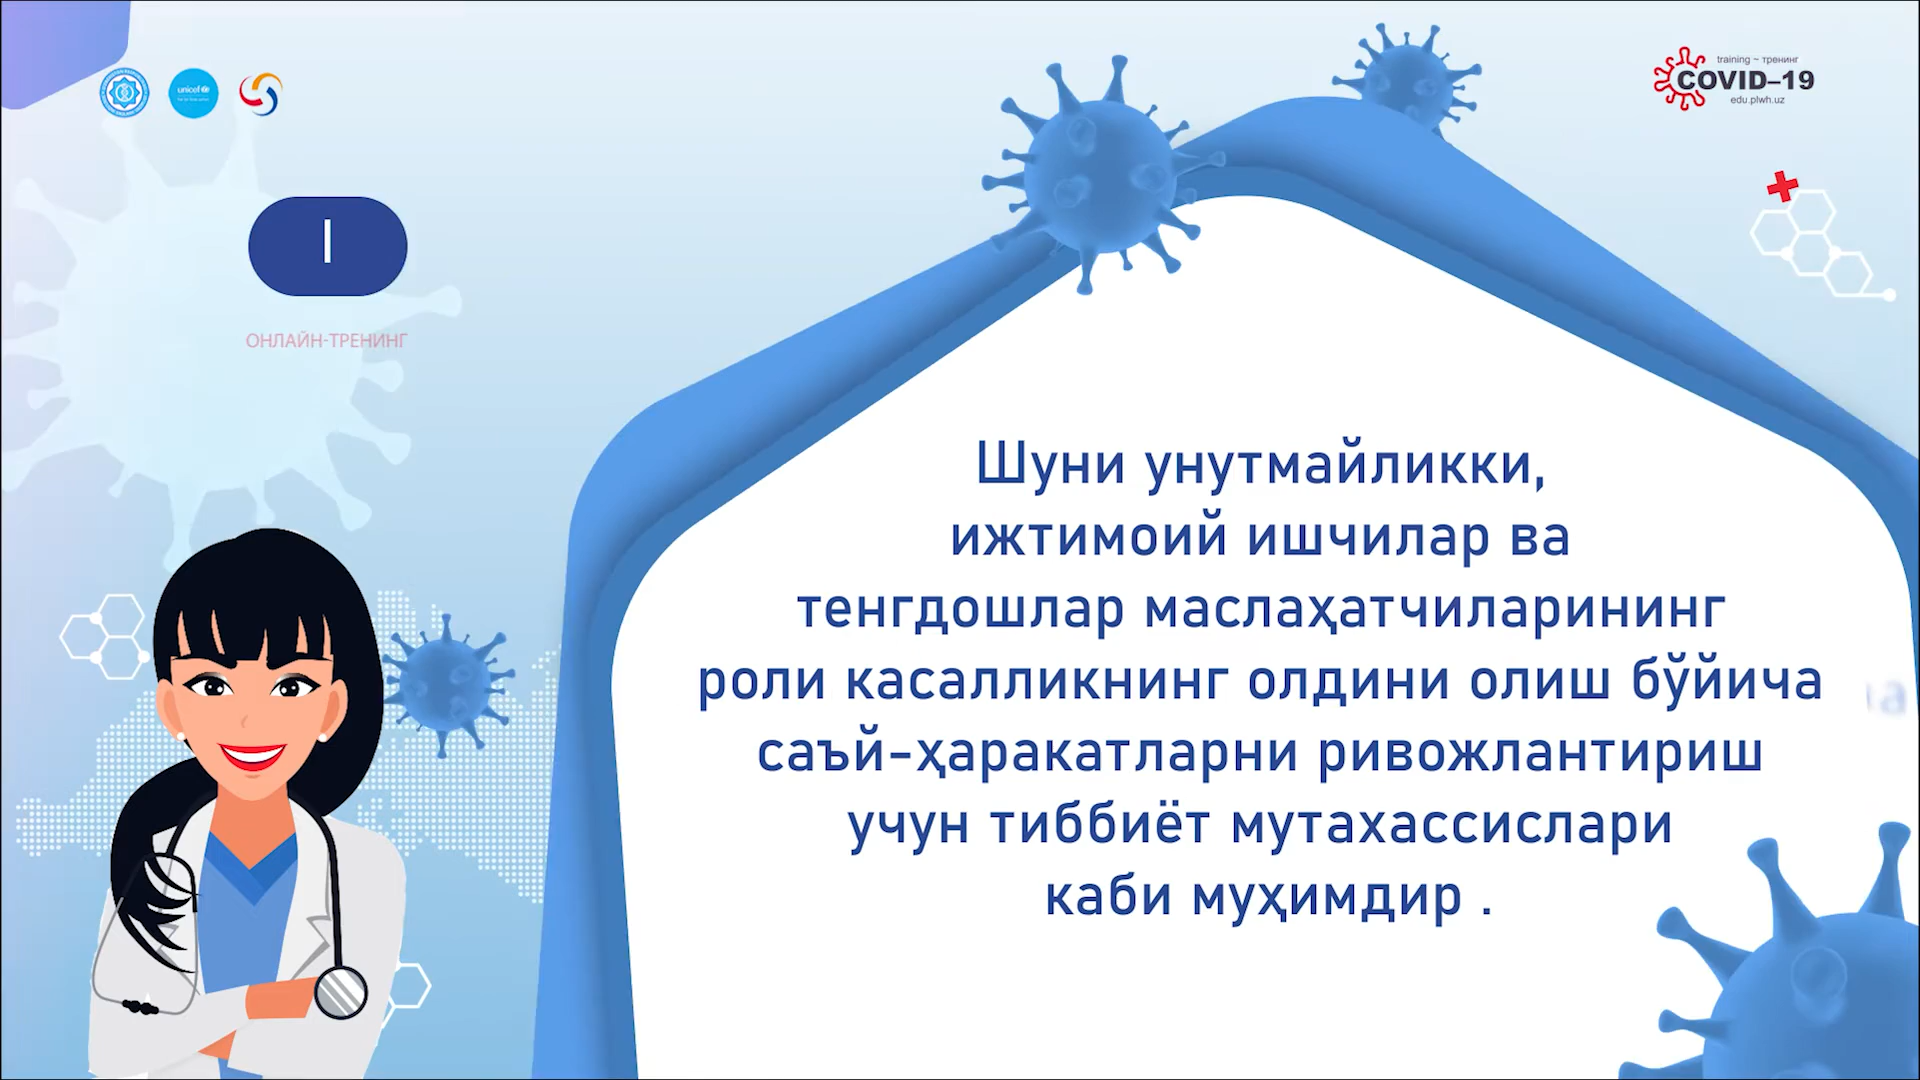 unicef
training ~ тренинг
COVID–19
edu.plwh.uz
I
ОНЛАЙН-ТРЕНИНГ
Шуни унутмайликки,
ижтимоий ишчилар ва
тенгдошлар маслаҳатчиларининг
роли касалликнинг олдини олиш бўйича
саъй-ҳаракатларни ривожлантириш
учун тиббиёт мутахассислари
каби муҳимдир .